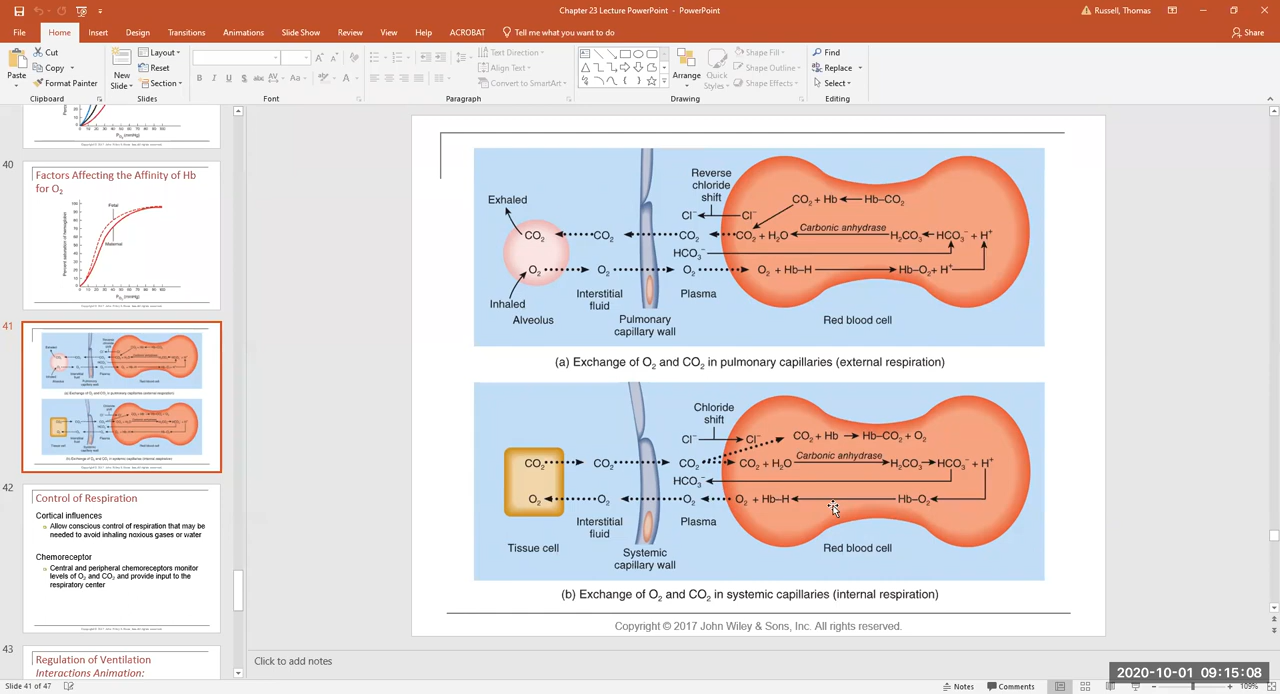 Chapter 23 Lecture PowerPoint - PowerPoint
Russell, Thomas
File Home Insert Draw Design Transitions Animations Slide Show Review View Help ACROBAT Tell me what you want to do
Share
Paste
Cut
Copy
Format Painter
Clipboard
New
Slide
Layout
Reset
Section
Slides
B I U S abc AV Aa A
Font
Text Direction
Align Text
Convert to SmartArt
Paragraph
Arrange
Quick
Styles
Shape Fill
Shape Outline
Shape Effects
Drawing
Find
Replace
Select
Editing
40
Factors Affecting the Affinity of Hb
for O₂
Fetal
Maternal
Percent saturation of hemoglobin
41
42
Control of Respiration
Cortical influences
Allow conscious control of respiration that may be
needed to avoid inhaling noxious gases or water
Chemoreceptor
Central and peripheral chemoreceptors monitor
levels of O₂ and CO₂ and provide input to the
respiratory center
43
Regulation of Ventilation
Interactions Animation:
Reverse
chloride
shift
Exhaled
CO₂ + Hb Hb–CO₂
Cl⁻ Cl⁻
Carbonic anhydrase
CO₂ CO₂ CO₂ CO₂ + H₂O H₂CO₃ HCO₃⁻ + H⁺
HCO₃⁻
O₂ O₂ O₂ O₂ + Hb–H Hb–O₂ + H⁺
Inhaled
Alveolus
Interstitial
fluid
Plasma
Pulmonary
capillary wall
Red blood cell
(a) Exchange of O₂ and CO₂ in pulmonary capillaries (external respiration)
Chloride
shift
Cl⁻ Cl⁻
CO₂ + Hb Hb–CO₂ + O₂
Carbonic anhydrase
CO₂ CO₂ CO₂ CO₂ + H₂O H₂CO₃ HCO₃⁻ + H⁺
HCO₃⁻
O₂ O₂ O₂ O₂ + Hb–H Hb–O₂
Interstitial
fluid
Plasma
Tissue cell
Systemic
capillary wall
Red blood cell
(b) Exchange of O₂ and CO₂ in systemic capillaries (internal respiration)
Copyright © 2017 John Wiley & Sons, Inc. All rights reserved.
Click to add notes
2020-10-01 09:15:08
Slide 41 of 47
Notes
Comments
109%